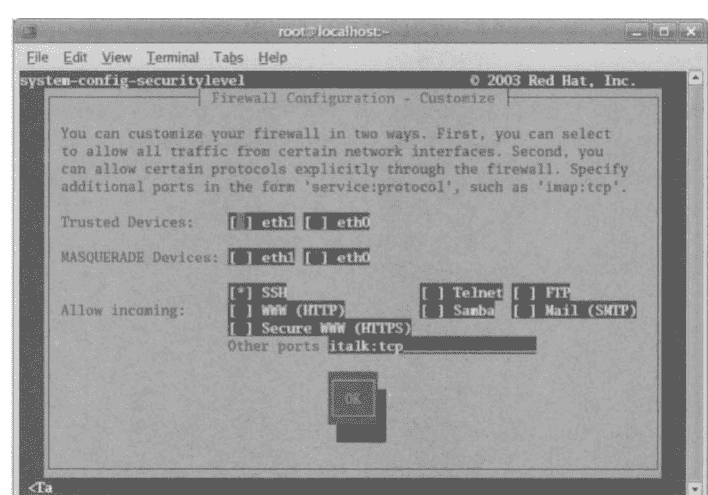 root@localhost:~
File Edit View Terminal Tabs Help
system-config-securitylevel © 2003 Red Hat, Inc.
Firewall Configuration - Customize
You can customize your firewall in two ways. First, you can select
to allow all traffic from certain network interfaces. Second, you
can allow certain protocols explicitly through the firewall. Specify
additional ports in the form 'service:protocol', such as 'imap:tcp'.
Trusted Devices: [ ] eth1 [ ] eth0
MASQUERADE Devices: [ ] eth1 [ ] eth0
[*] SSH [ ] Telnet [ ] FTP
Allow incoming: [ ] WWW (HTTP) [ ] Samba [ ] Mail (SMTP)
[ ] Secure WWW (HTTPS)
Other ports italk:tcp
OK
<Ta